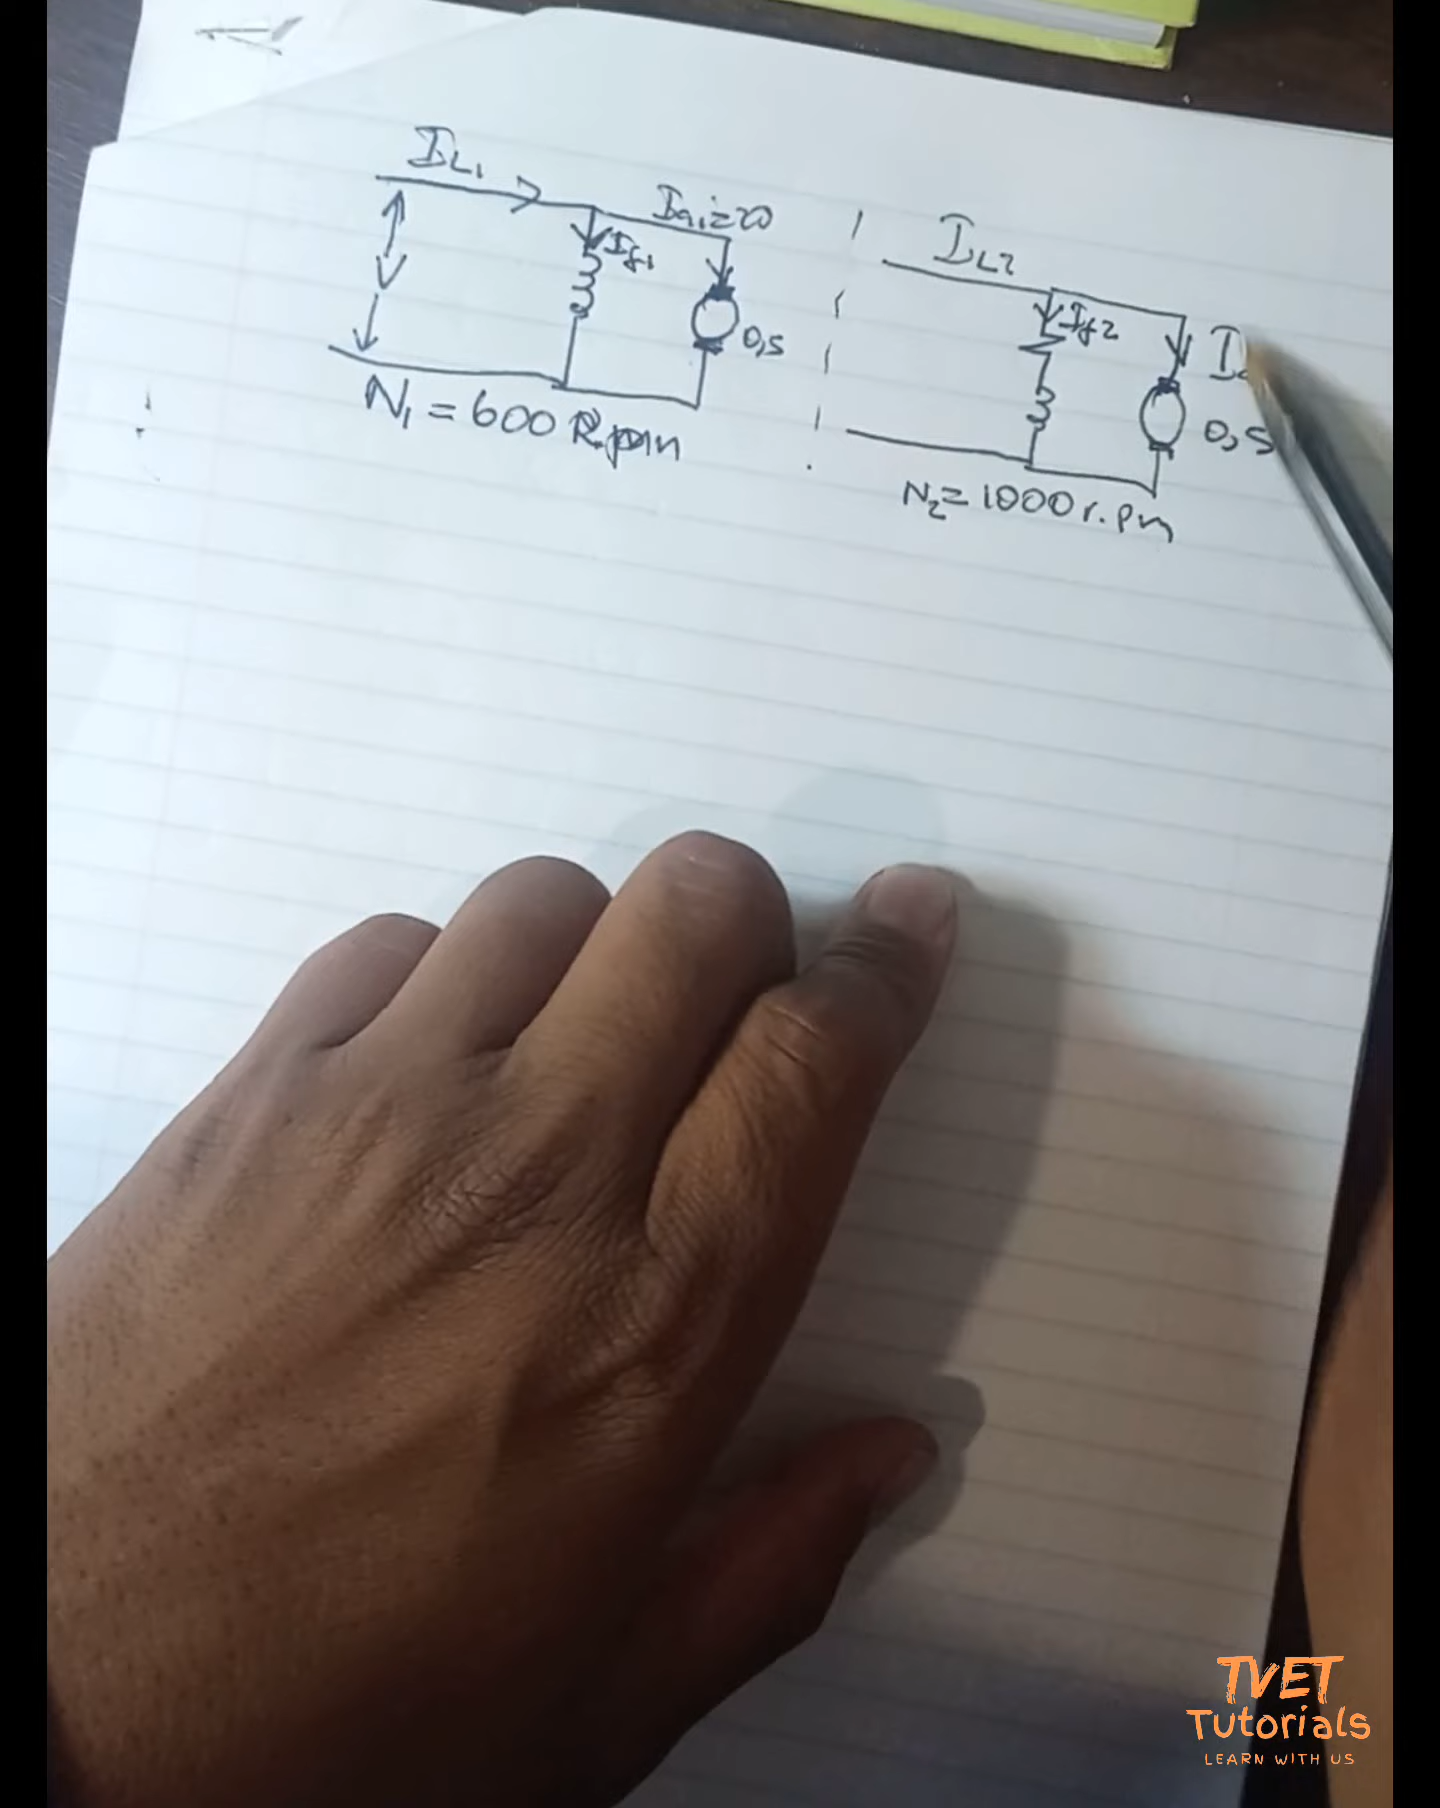 IL1
Ia1=20
If1
V
0,5
N1 = 600 R.pm
IL2
If2
0,5
N2 = 1000 r.pm
TVET
Tutorials
LEARN WITH US